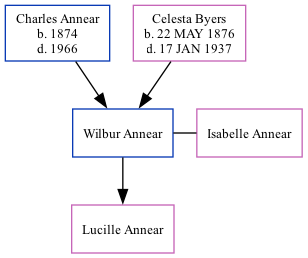 Charles Annear
b. 1874
d. 1966
Celesta Byers
b. 22 MAY 1876
d. 17 JAN 1937
Wilbur Annear
Isabelle Annear
Lucille Annear